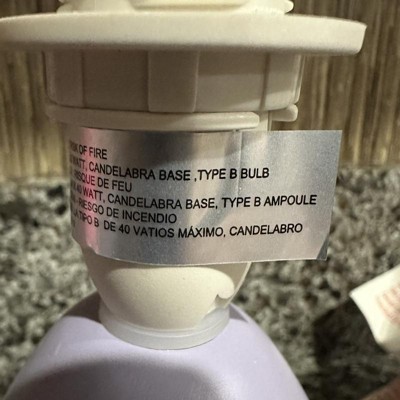 OF FIRE
WATT, CANDELABRA BASE ,TYPE B BULB
RISQUE DE FEU
40 WATT, CANDELABRA BASE, TYPE B AMPOULE
RIESGO DE INCENDIO
TIPO B DE 40 VATIOS MÁXIMO, CANDELABRO